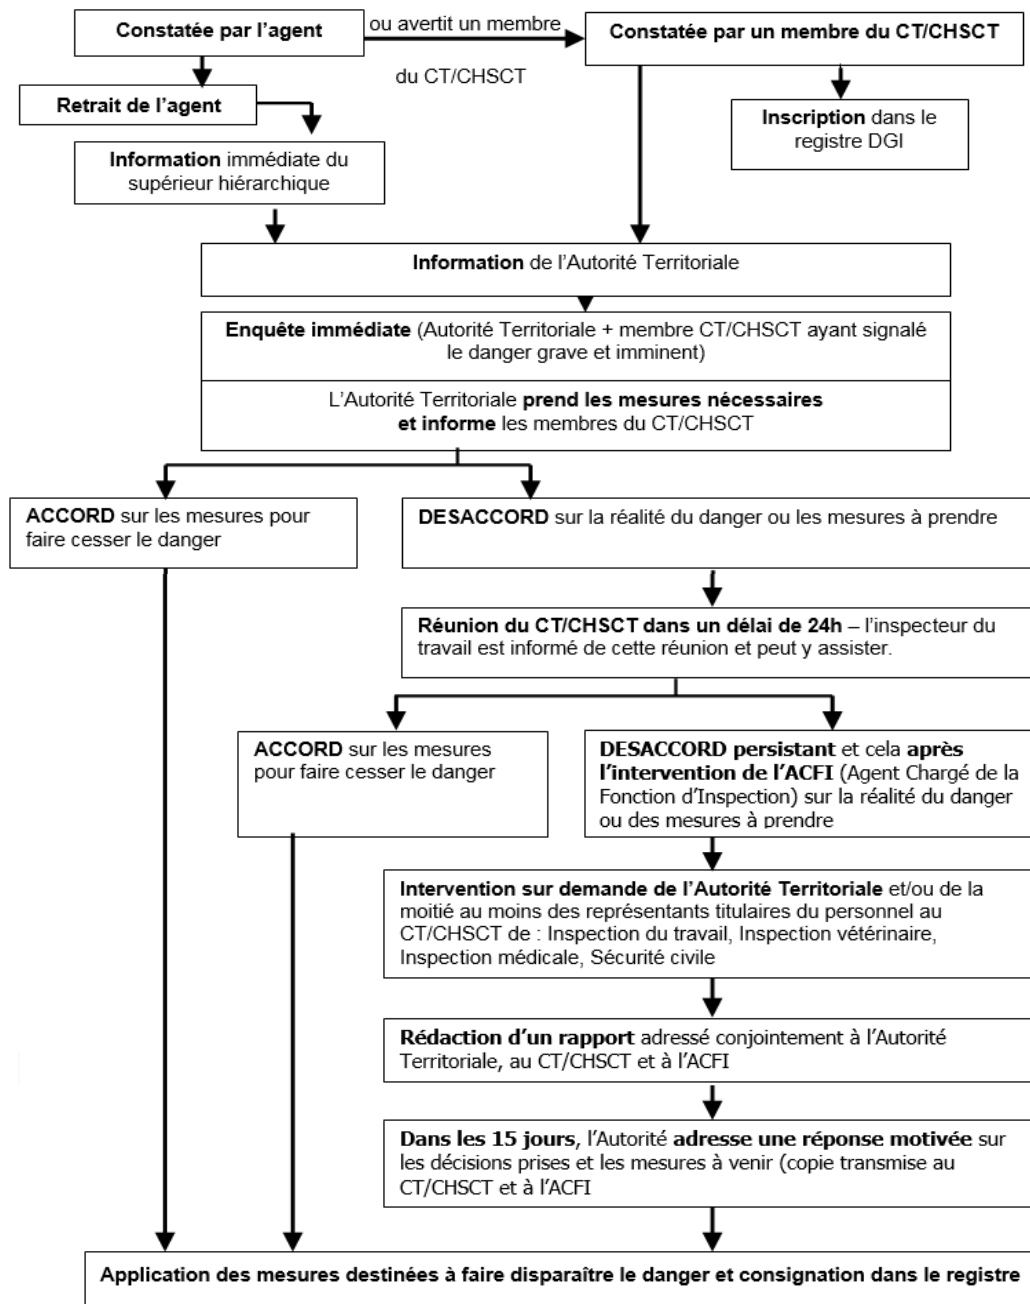 Constatée par l’agent
ou avertit un membre
du CT/CHSCT
Constatée par un membre du CT/CHSCT
Retrait de l’agent
Inscription dans le
registre DGI
Information immédiate du
supérieur hiérarchique
Information de l’Autorité Territoriale
Enquête immédiate (Autorité Territoriale + membre CT/CHSCT ayant signalé
le danger grave et imminent)
L’Autorité Territoriale prend les mesures nécessaires
et informe les membres du CT/CHSCT
ACCORD sur les mesures pour
faire cesser le danger
DESACCORD sur la réalité du danger ou les mesures à prendre
Réunion du CT/CHSCT dans un délai de 24h – l’inspecteur du
travail est informé de cette réunion et peut y assister.
ACCORD sur les mesures
pour faire cesser le danger
DESACCORD persistant et cela après
l’intervention de l’ACFI (Agent Chargé de la
Fonction d’Inspection) sur la réalité du danger
ou des mesures à prendre
Intervention sur demande de l’Autorité Territoriale et/ou de la
moitié au moins des représentants titulaires du personnel au
CT/CHSCT de : Inspection du travail, Inspection vétérinaire,
Inspection médicale, Sécurité civile
Rédaction d’un rapport adressé conjointement à l’Autorité
Territoriale, au CT/CHSCT et à l’ACFI
Dans les 15 jours, l’Autorité adresse une réponse motivée sur
les décisions prises et les mesures à venir (copie transmise au
CT/CHSCT et à l’ACFI
Application des mesures destinées à faire disparaître le danger et consignation dans le registre